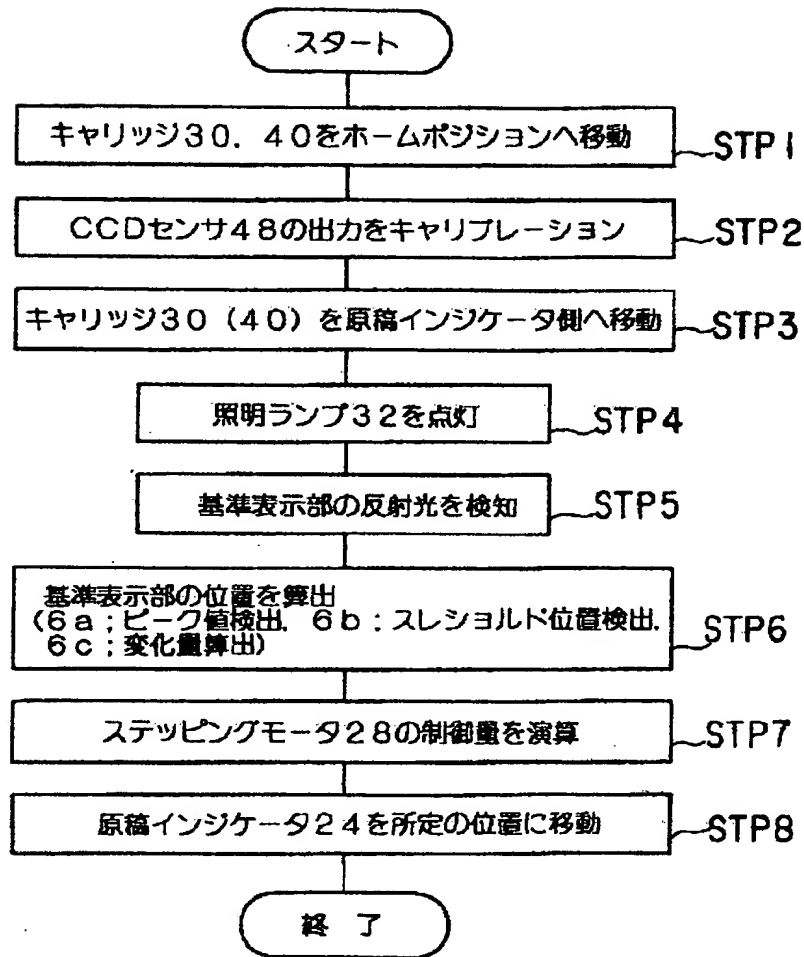 スタート
キャリッジ30．40をホームポジションへ移動 STP1
CCDセンサ48の出力をキャリブレーション STP2
キャリッジ30（40）を原稿インジケータ側へ移動 STP3
照明ランプ32を点灯 STP4
基準表示部の反射光を検知 STP5
基準表示部の位置を算出
（6a；ピーク値検出．6b；スレショルド位置検出． STP6
6c；変化量算出）
ステッピングモータ28の制御量を演算 STP7
原稿インジケータ24を所定の位置に移動 STP8
終了